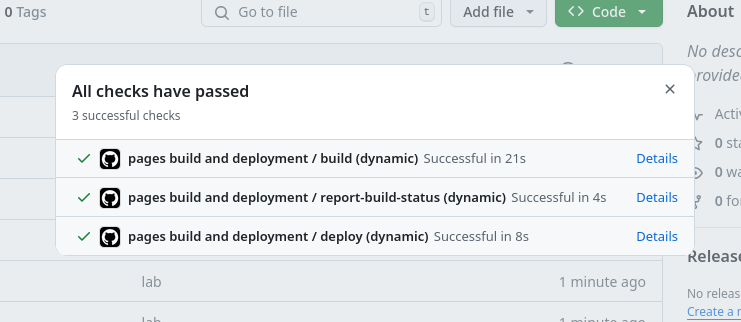 0 Tags
Go to file
t
Add file
Code
About
No desc
provided
All checks have passed
3 successful checks
pages build and deployment / build (dynamic) Successful in 21s
Details
pages build and deployment / report-build-status (dynamic) Successful in 4s
Details
pages build and deployment / deploy (dynamic) Successful in 8s
Details
Activ
0 sta
0 wa
0 for
lab
1 minute ago
lab
1 minute ago
Release
No releas
Create a n